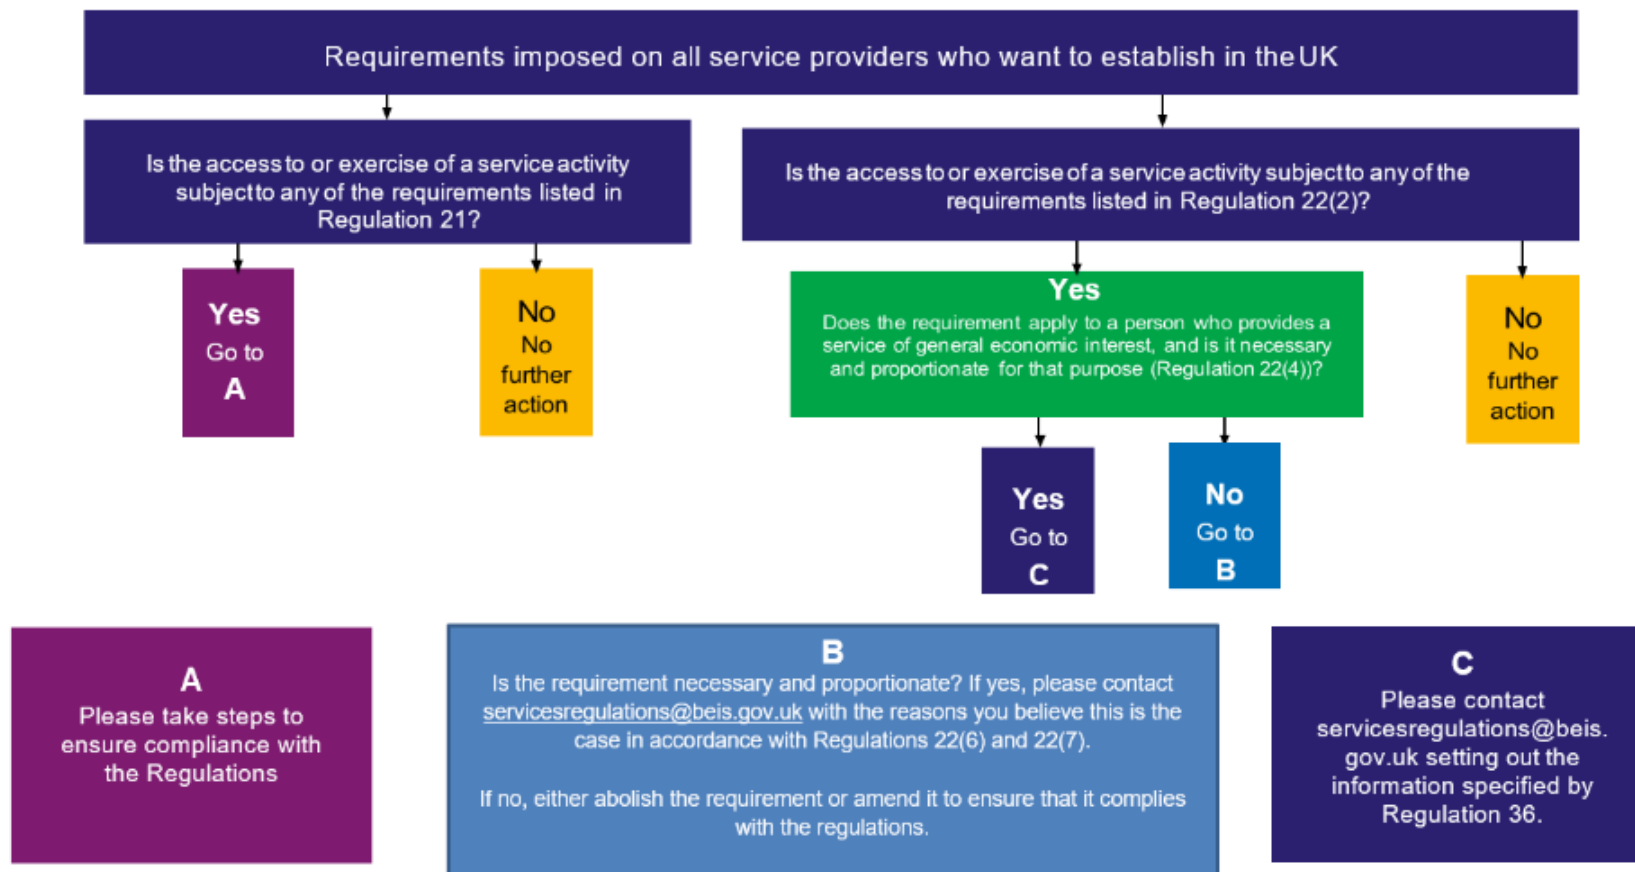 Requirements imposed on all service providers who want to establish in the UK
Is the access to or exercise of a service activity
subject to any of the requirements listed in
Regulation 21?
Is the access to or exercise of a service activity subject to any of the
requirements listed in Regulation 22(2)?
Yes
Go to
A
No
No
further
action
Yes
Does the requirement apply to a person who provides a
service of general economic interest, and is it necessary
and proportionate for that purpose (Regulation 22(4))?
No
No
further
action
Yes
Go to
C
No
Go to
B
A
Please take steps to
ensure compliance with
the Regulations
B
Is the requirement necessary and proportionate? If yes, please contact
servicesregulations@beis.gov.uk with the reasons you believe this is the
case in accordance with Regulations 22(6) and 22(7).
If no, either abolish the requirement or amend it to ensure that it complies
with the regulations.
C
Please contact
servicesregulations@beis.
gov.uk setting out the
information specified by
Regulation 36.